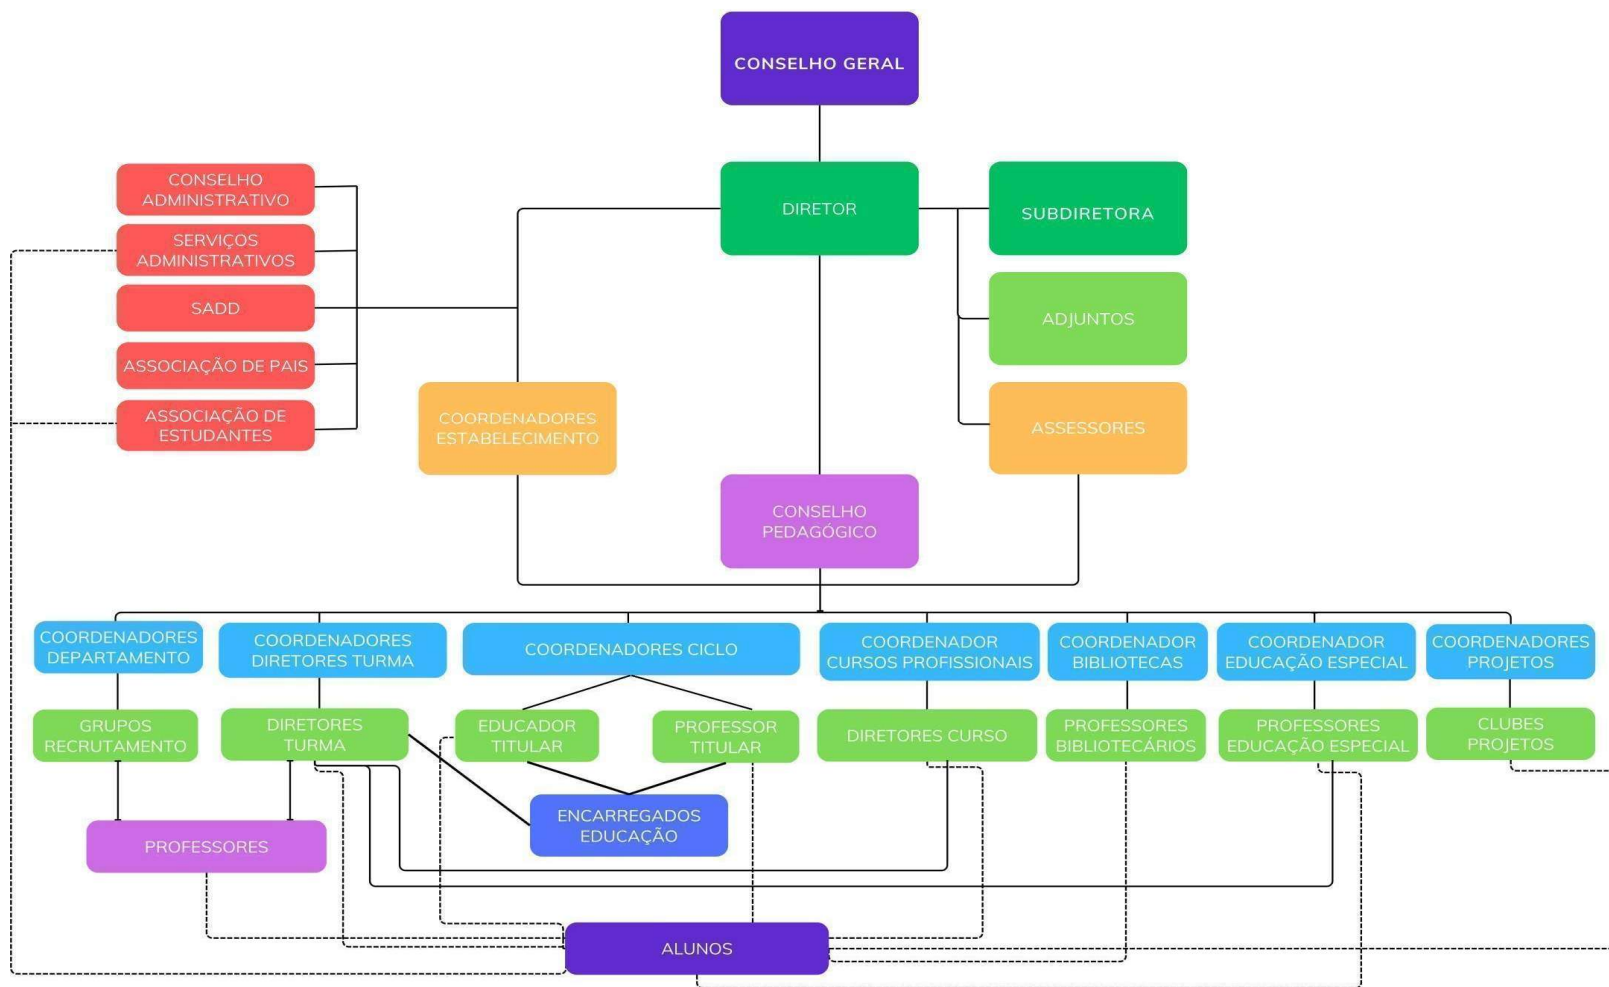 CONSELHO GERAL
DIRETOR
SUBDIRETORA
ADJUNTOS
ASSESSORES
CONSELHO
ADMINISTRATIVO
SERVIÇOS
ADMINISTRATIVOS
SADD
ASSOCIAÇÃO DE PAIS
ASSOCIAÇÃO DE
ESTUDANTES
COORDENADORES
ESTABELECIMENTO
CONSELHO
PEDAGÓGICO
COORDENADORES
DEPARTAMENTO
COORDENADORES
DIRETORES TURMA
COORDENADORES CICLO
COORDENADOR
CURSOS PROFISSIONAIS
COORDENADOR
BIBLIOTECAS
COORDENADOR
EDUCAÇÃO ESPECIAL
COORDENADORES
PROJETOS
GRUPOS
RECRUTAMENTO
DIRETORES
TURMA
EDUCADOR
TITULAR
PROFESSOR
TITULAR
DIRETORES CURSO
PROFESSORES
BIBLIOTECÁRIOS
PROFESSORES
EDUCAÇÃO ESPECIAL
CLUBES
PROJETOS
PROFESSORES
ENCARREGADOS
EDUCAÇÃO
ALUNOS